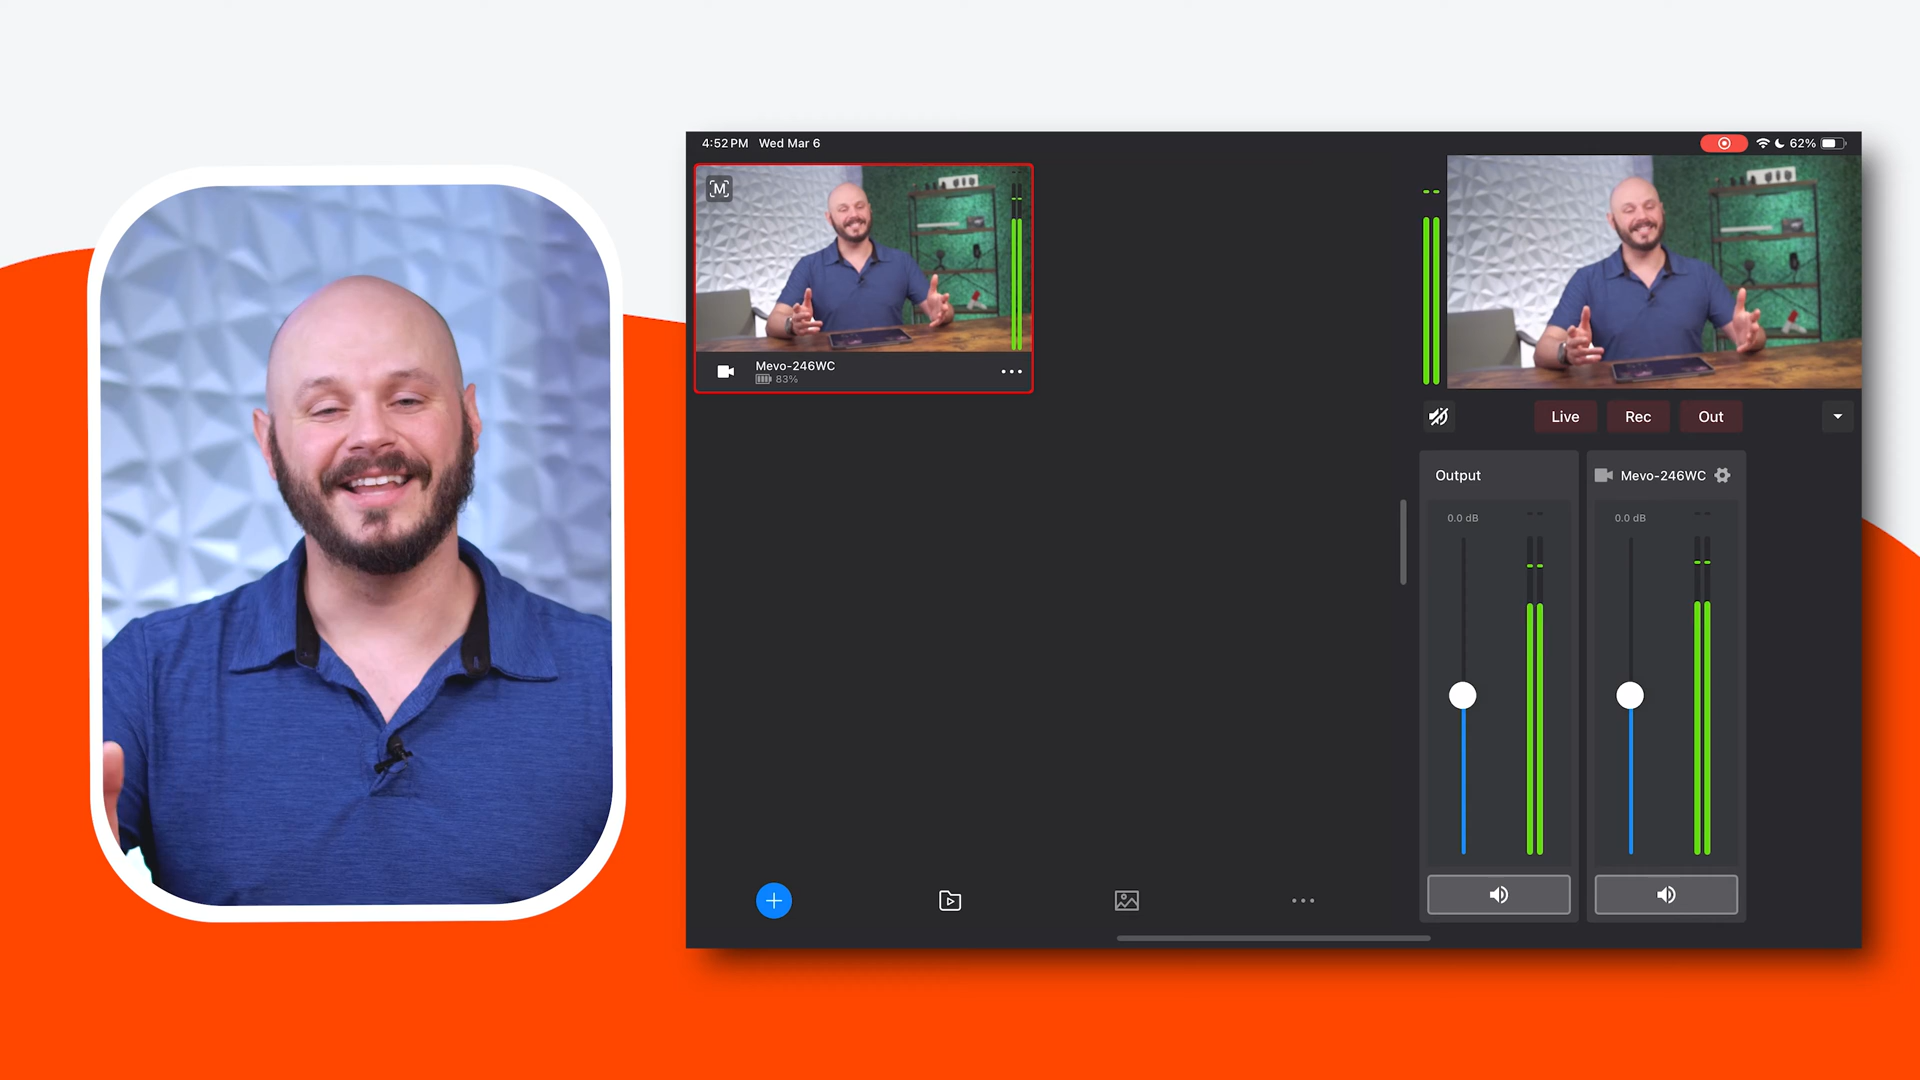 4:52 PM Wed Mar 6
62%
M
Mevo-246WC
83%
Live
Rec
Out
Output
Mevo-246WC
0.0 dB
0.0 dB